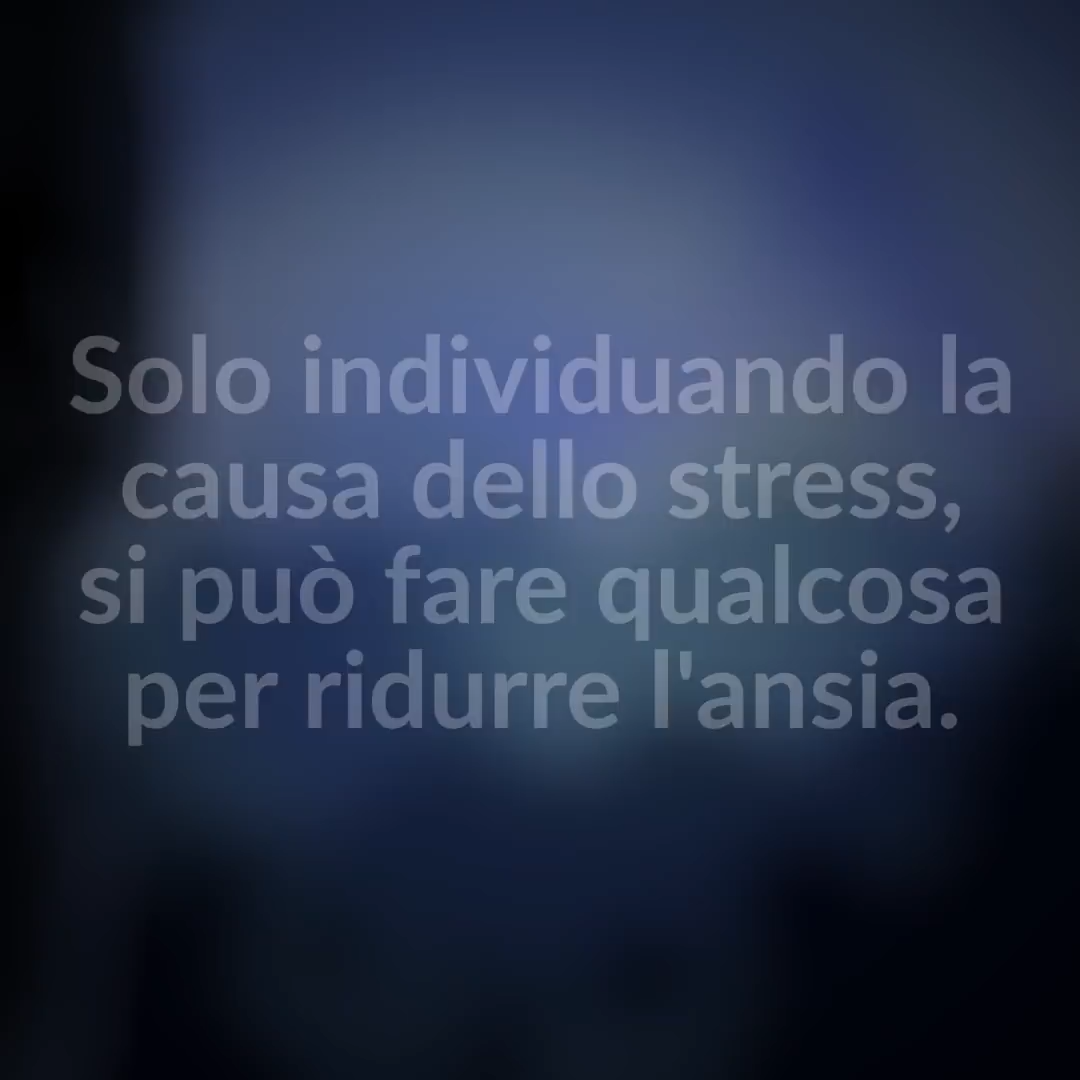 Solo individuando la
causa dello stress,
si può fare qualcosa
per ridurre l'ansia.